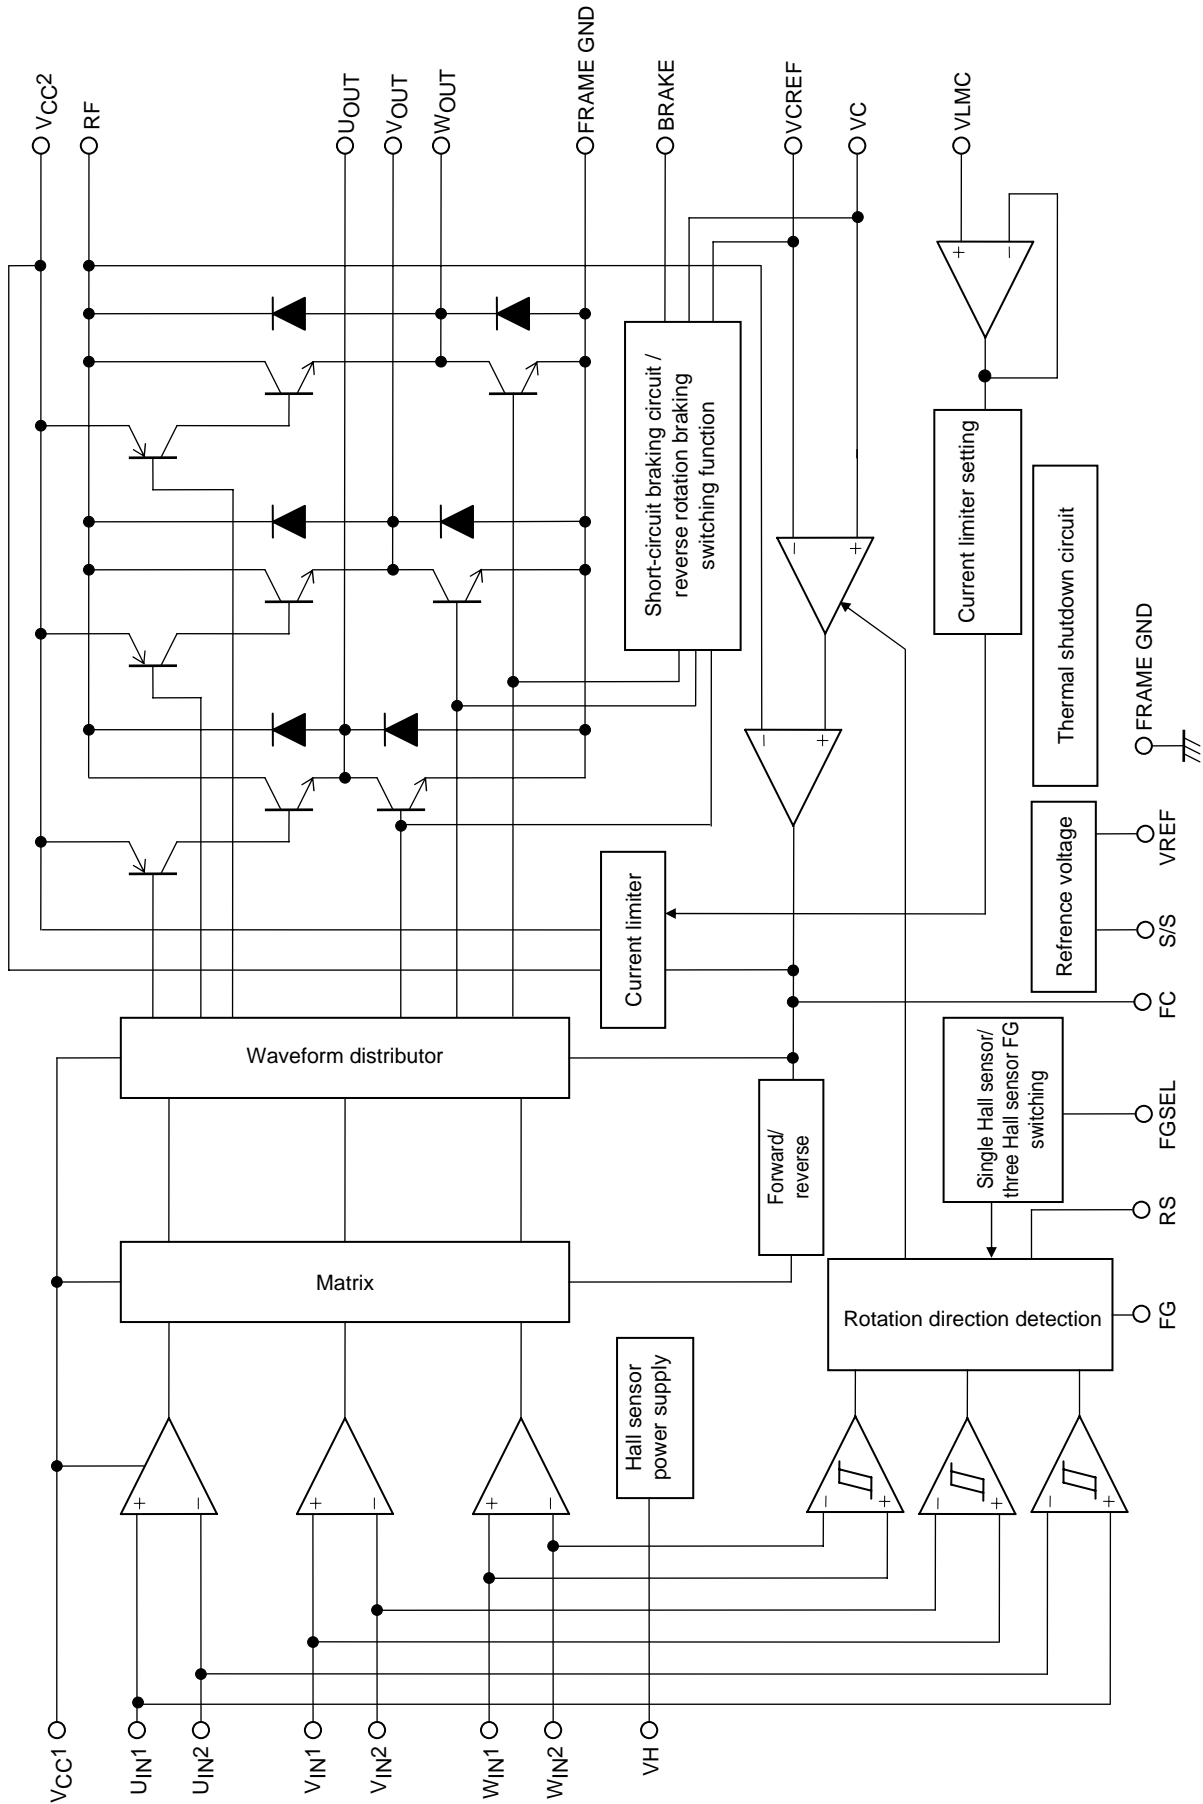 VCC2
RF
UOUT
VOUT
WOUT
FRAME GND
BRAKE
VCREF
VC
VLMC
+
−
Short-circuit braking circuit /
reverse rotation braking
switching function
−
+
Current limiter setting
Thermal shutdown circuit
−
+
FRAME GND
Current limiter
Refrence voltage
VREF
S/S
FC
Waveform distributor
Forward/
reverse
Single Hall sensor/
three Hall sensor FG
switching
FGSEL
RS
Matrix
Rotation direction detection
FG
Hall sensor
power supply
+
−
+
−
+
−
−
+
−
+
−
+
VCC1
UIN1
UIN2
VIN1
VIN2
WIN1
WIN2
VH